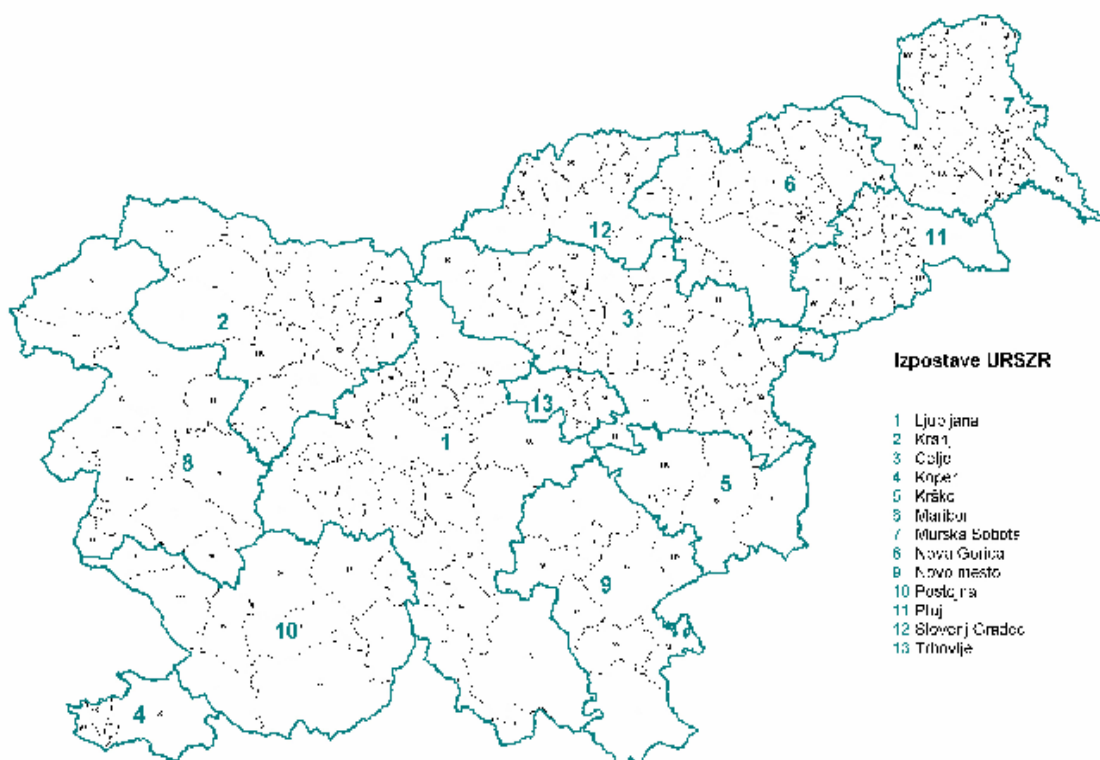 7
6
12
11
2
3
13
1
8
5
9
10
4
Izpostave URSZR
1 Ljubljana
2 Kranj
3 Celje
4 Koper
5 Krško
6 Maribor
7 Murska Sobota
8 Nova Gorica
9 Novo mesto
10 Postojna
11 Ptuj
12 Slovenj Gradec
13 Trbovlje